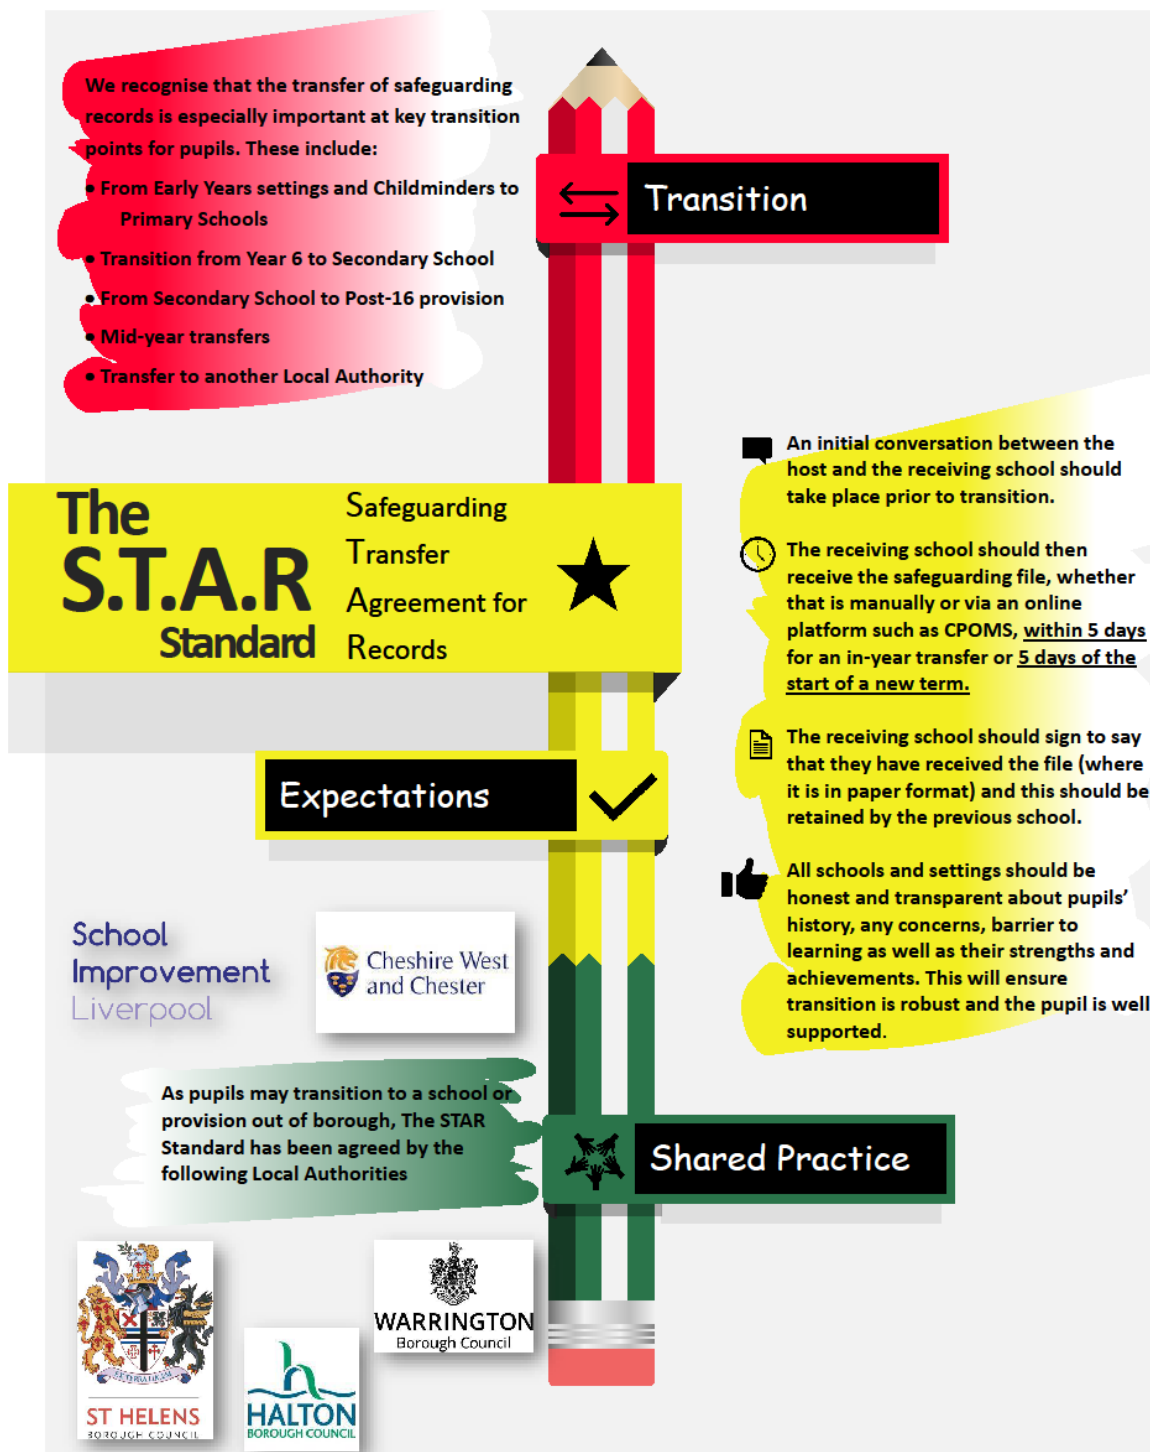 We recognise that the transfer of safeguarding
records is especially important at key transition
points for pupils. These include:
• From Early Years settings and Childminders to
Primary Schools
• Transition from Year 6 to Secondary School
• From Secondary School to Post-16 provision
• Mid-year transfers
• Transfer to another Local Authority
Transition
The
S.T.A.R
Standard
Safeguarding
Transfer
Agreement for
Records
An initial conversation between the
host and the receiving school should
take place prior to transition.
The receiving school should then
receive the safeguarding file, whether
that is manually or via an online
platform such as CPOMS, within 5 days
for an in-year transfer or 5 days of the
start of a new term.
The receiving school should sign to say
that they have received the file (where
it is in paper format) and this should be
retained by the previous school.
All schools and settings should be
honest and transparent about pupils’
history, any concerns, barrier to
learning as well as their strengths and
achievements. This will ensure
transition is robust and the pupil is well
supported.
Expectations
School
Improvement
Liverpool
Cheshire West
and Chester
As pupils may transition to a school or
provision out of borough, The STAR
Standard has been agreed by the
following Local Authorities
Shared Practice
ST HELENS
BOROUGH COUNCIL
HALTON
BOROUGH COUNCIL
WARRINGTON
Borough Council